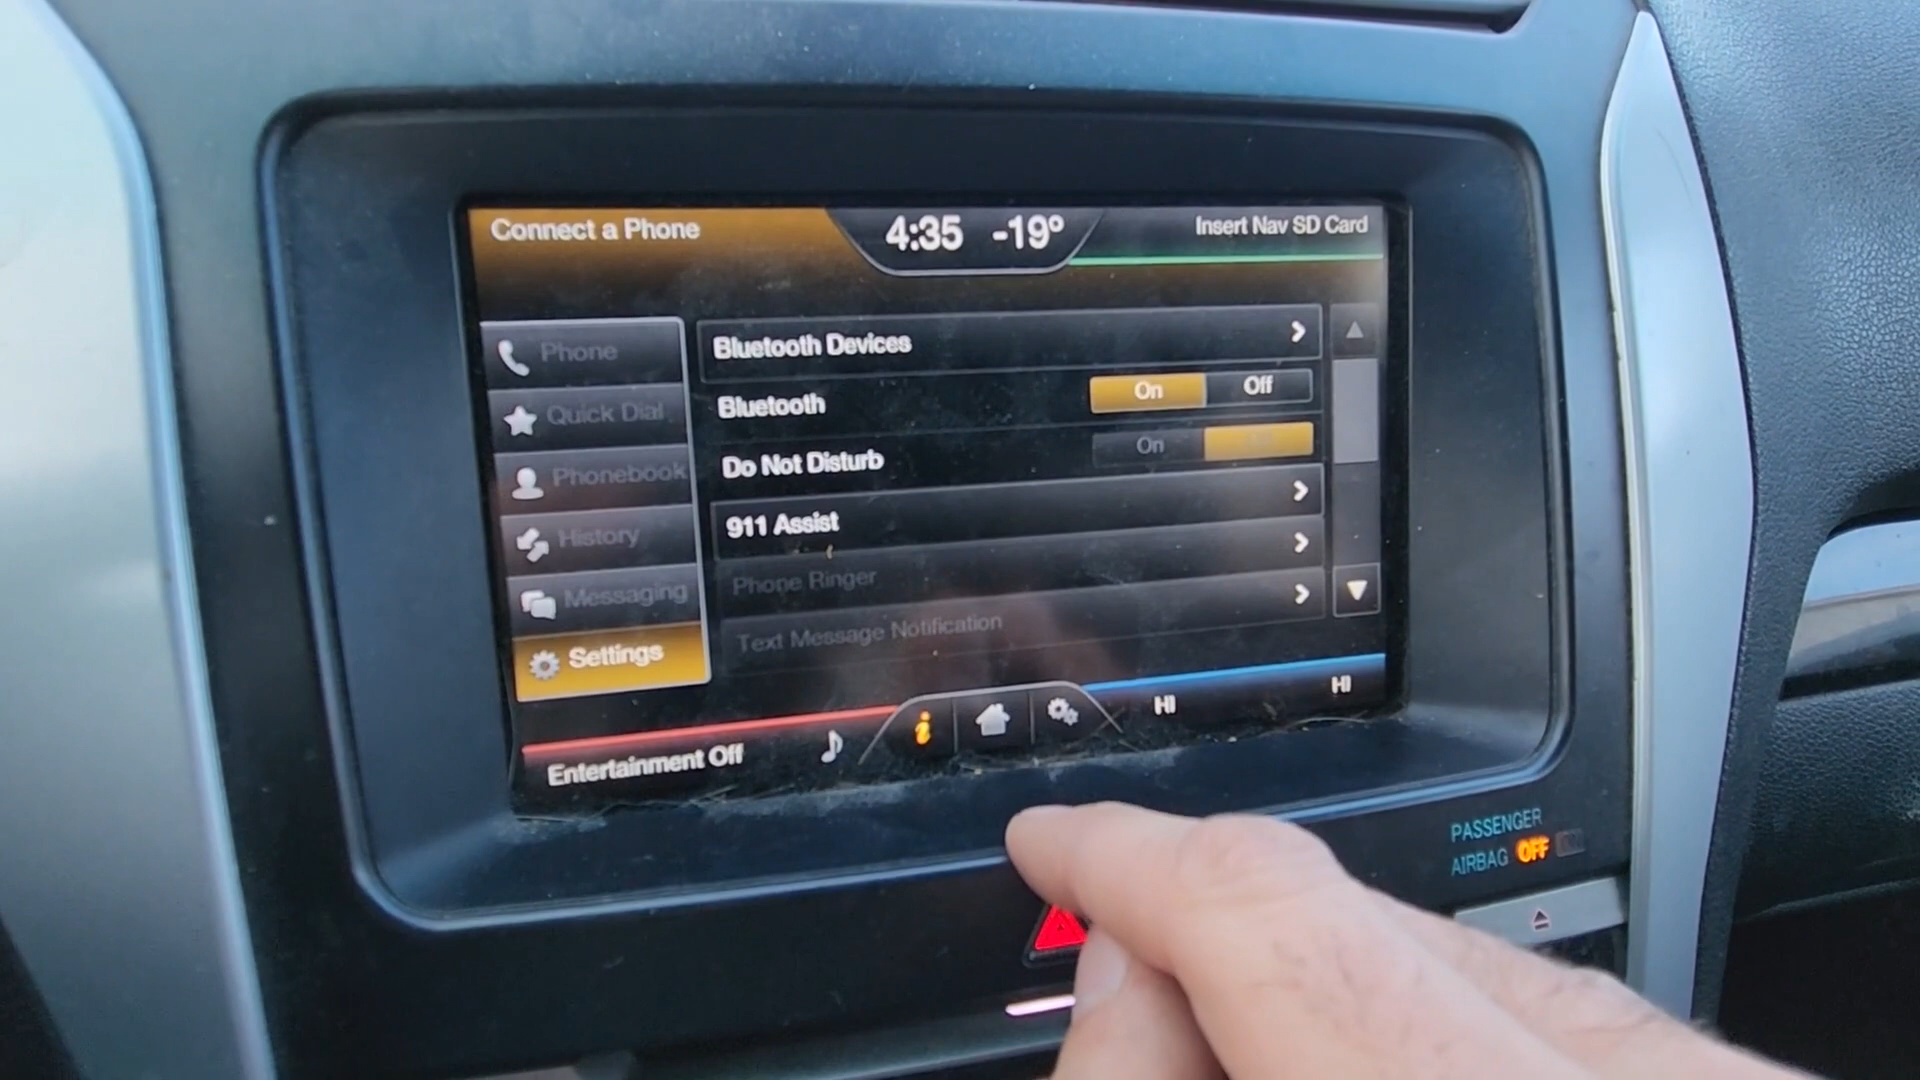 Connect a Phone
4:35 -19°
Insert Nav SD Card
Phone
Quick Dial
Phonebook
History
Messaging
Settings
Bluetooth Devices
Bluetooth On Off
Do Not Disturb On
911 Assist
Phone Ringer
Text Message Notification
Entertainment Off
i
HI
HI
PASSENGER
AIRBAG OFF